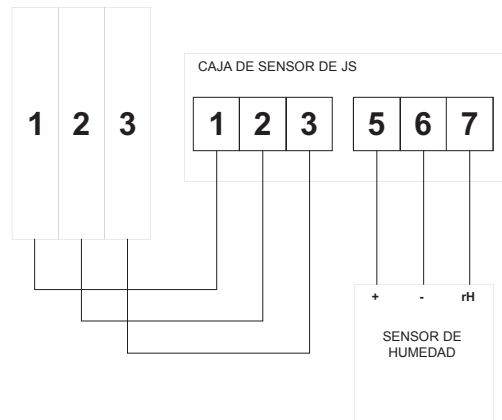 CAJA DE SENSOR DE JS
1 2 3
1 2 3
5 6 7
+ - rH
SENSOR DE
HUMEDAD